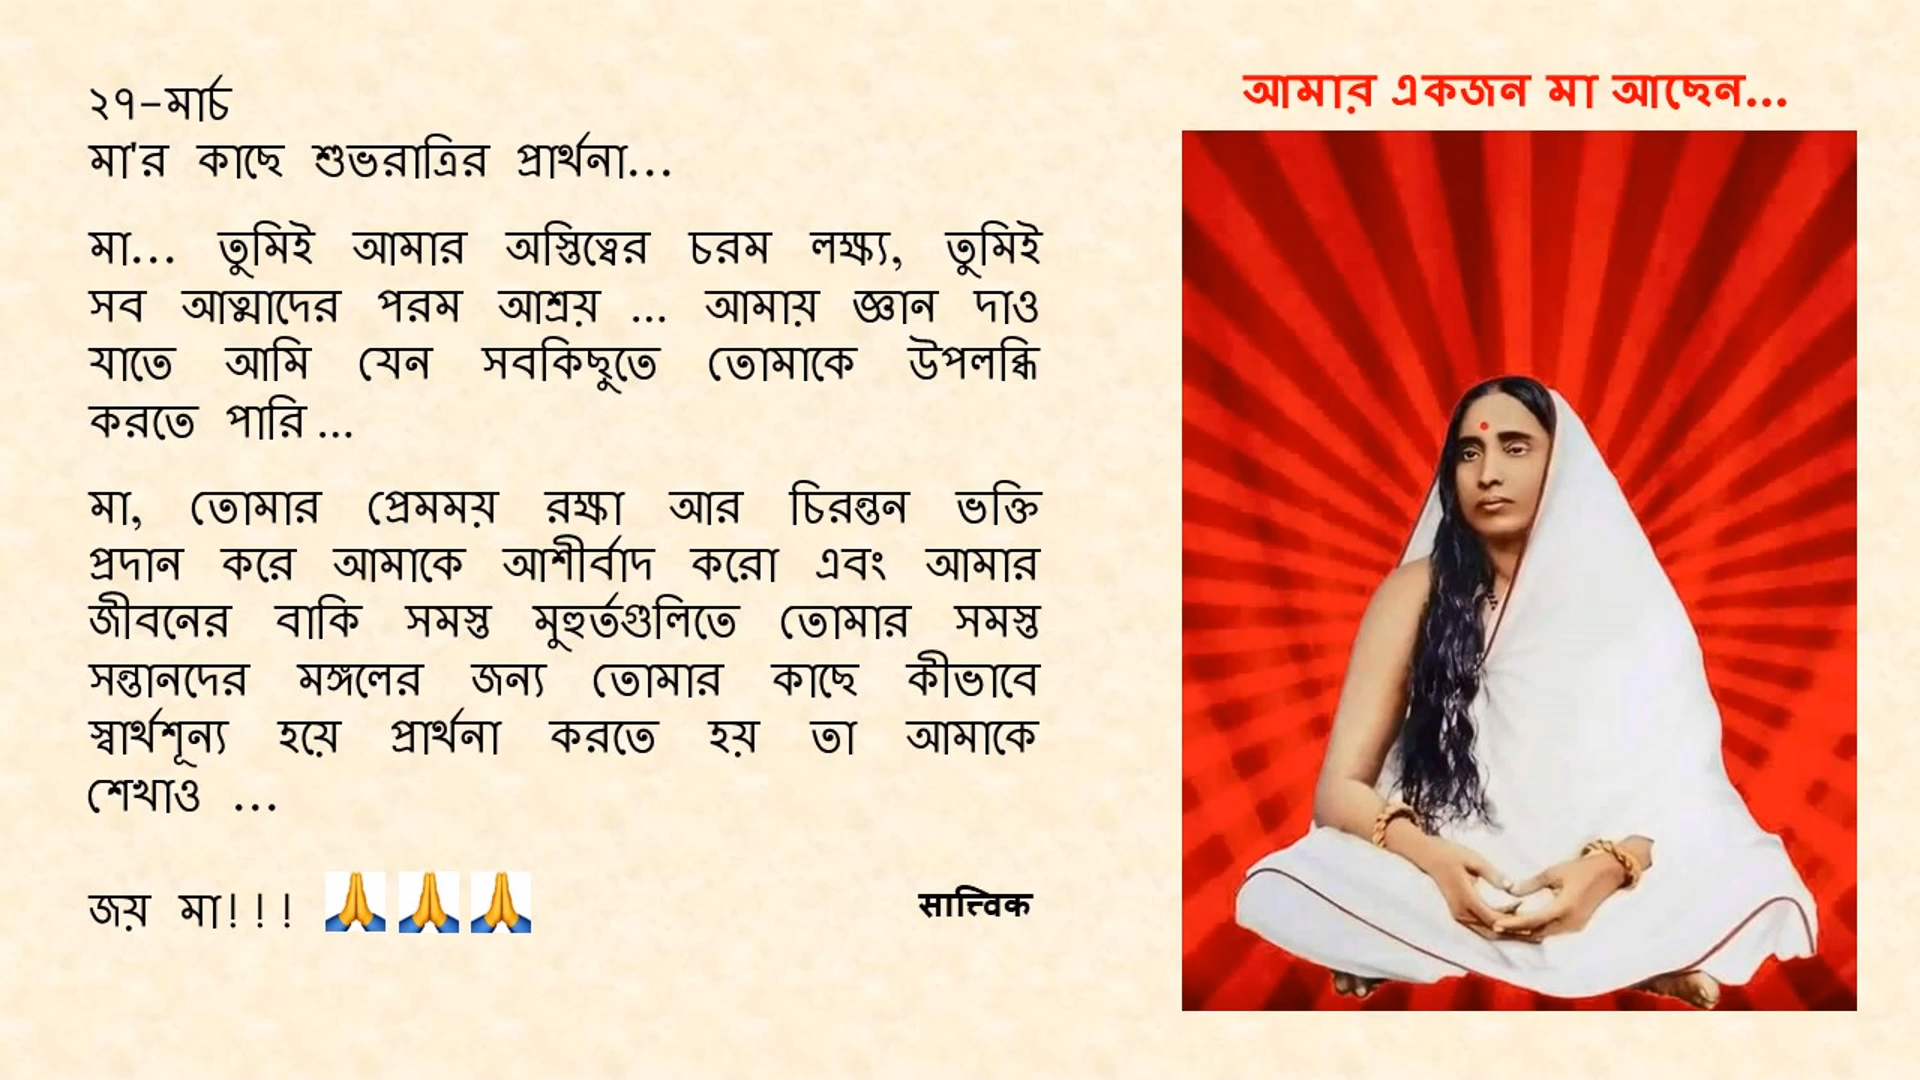 ২৭-মার্চ
মা'র কাছে শুভরাত্রির প্রার্থনা...
মা... তুমিই আমার অস্তিত্বের চরম লক্ষ্য, তুমিই
সব আত্মাদের পরম আশ্রয় ... আমায় জ্ঞান দাও
যাতে আমি যেন সবকিছুতে তোমাকে উপলব্ধি
করতে পারি ...
মা, তোমার প্রেমময় রক্ষা আর চিরন্তন ভক্তি
প্রদান করে আমাকে আশীর্বাদ করো এবং আমার
জীবনের বাকি সমস্ত মুহুর্তগুলিতে তোমার সমস্ত
সন্তানদের মঙ্গলের জন্য তোমার কাছে কীভাবে
স্বার্থশূন্য হয়ে প্রার্থনা করতে হয় তা আমাকে
শেখাও ...
জয় মা!!! 🙏🙏🙏
सात्त्विक
আমার একজন মা আছেন...